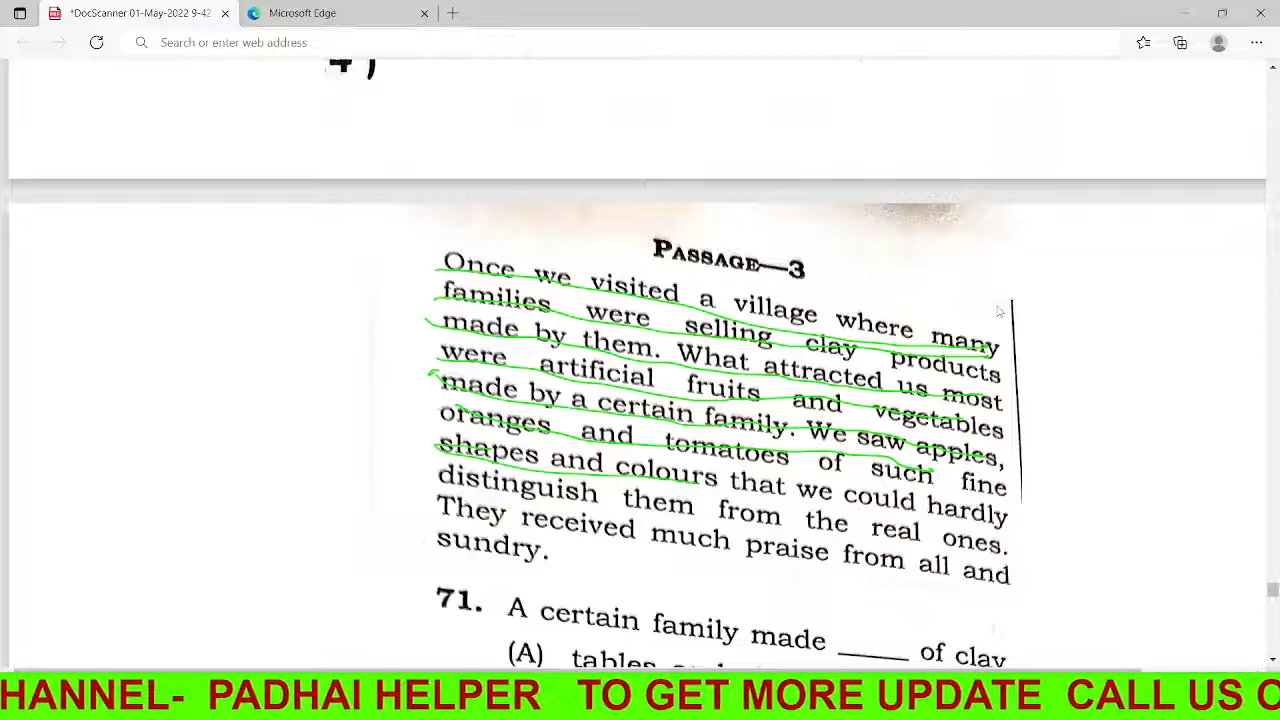 *DocScanner 01-May-2022 9-42
Microsoft Edge
Search or enter web address
4)
PASSAGE—3
Once we visited a village where many
families were selling clay products
made by them. What attracted us most
were artificial fruits and vegetables
made by a certain family. We saw apples,
oranges and tomatoes of such fine
shapes and colours that we could hardly
distinguish them from the real ones.
They received much praise from all and
sundry.
71. A certain family made _____ of clay
(A) tables
HANNEL- PADHAI HELPER TO GET MORE UPDATE CALL US